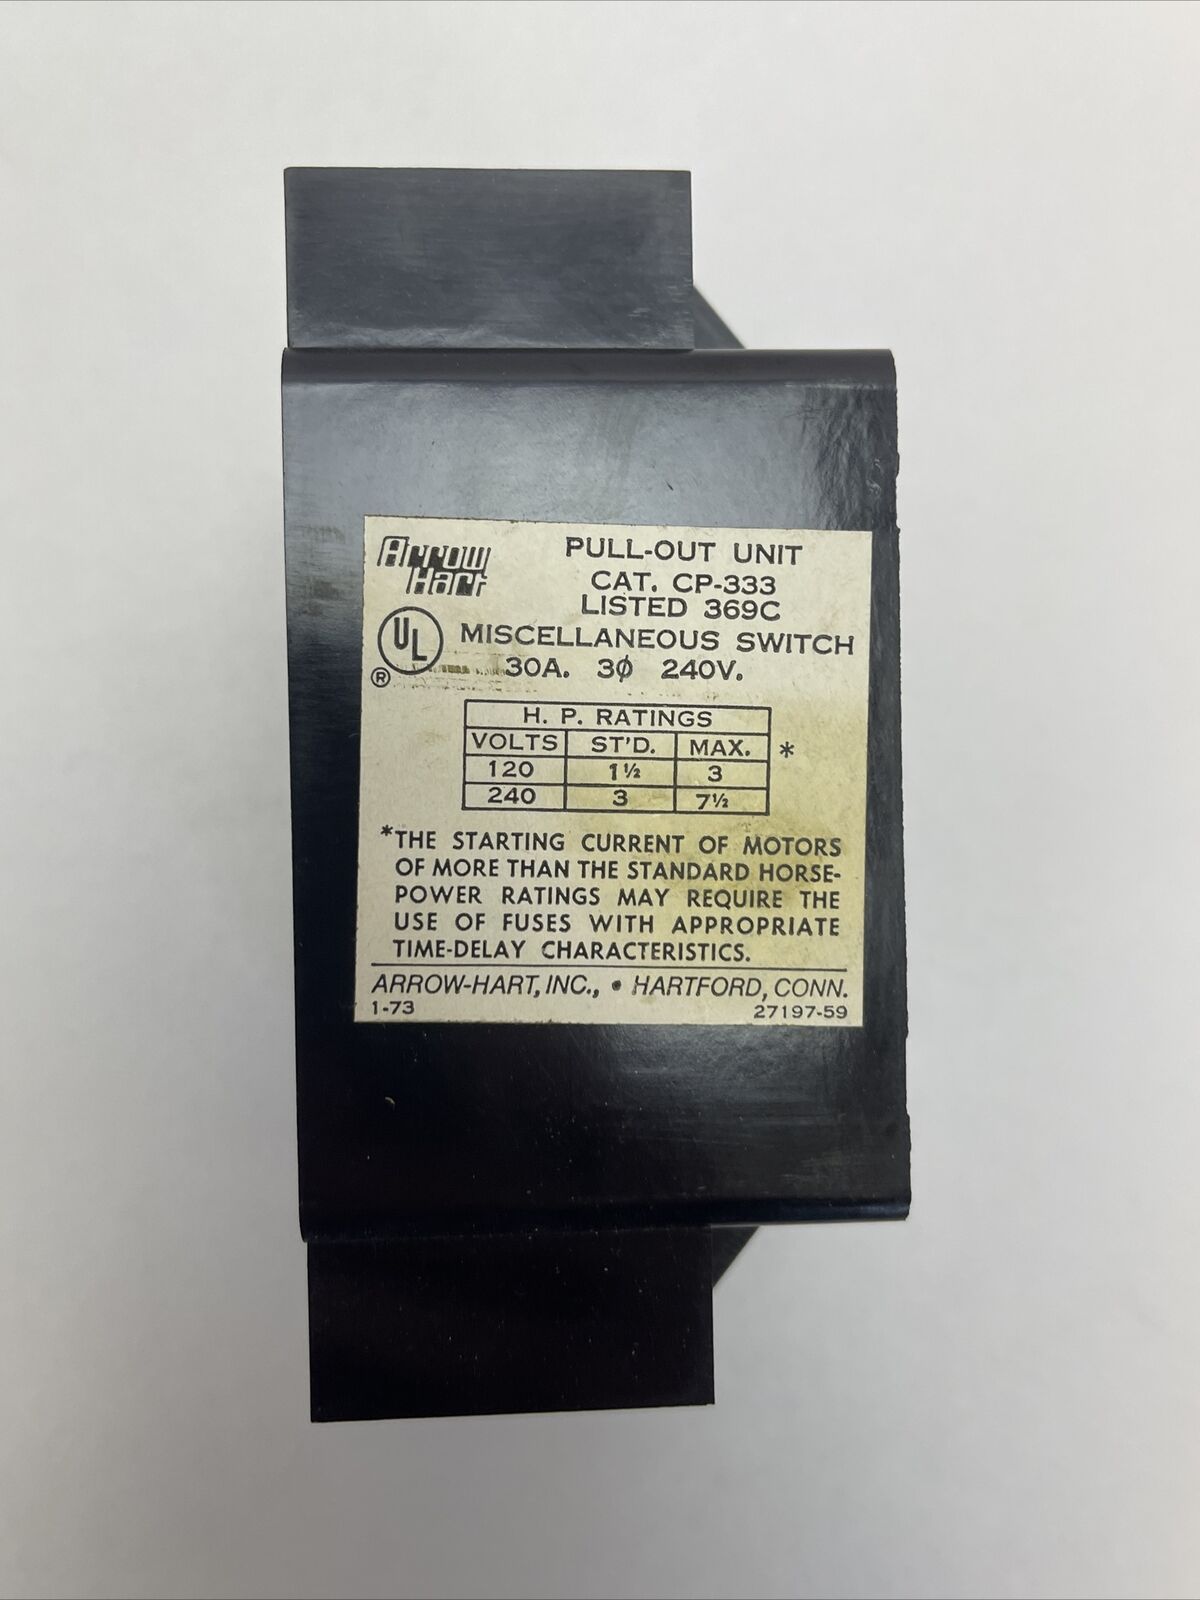 Arrow
Hart
PULL-OUT UNIT
CAT. CP-333
LISTED 369C
UL
®
MISCELLANEOUS SWITCH
30A. 3ϕ 240V.
H. P. RATINGS
VOLTS ST'D. MAX. *
120 1½ 3
240 3 7½
*THE STARTING CURRENT OF MOTORS
OF MORE THAN THE STANDARD HORSE-
POWER RATINGS MAY REQUIRE THE
USE OF FUSES WITH APPROPRIATE
TIME-DELAY CHARACTERISTICS.
ARROW-HART, INC., • HARTFORD, CONN.
1-73 27197-59